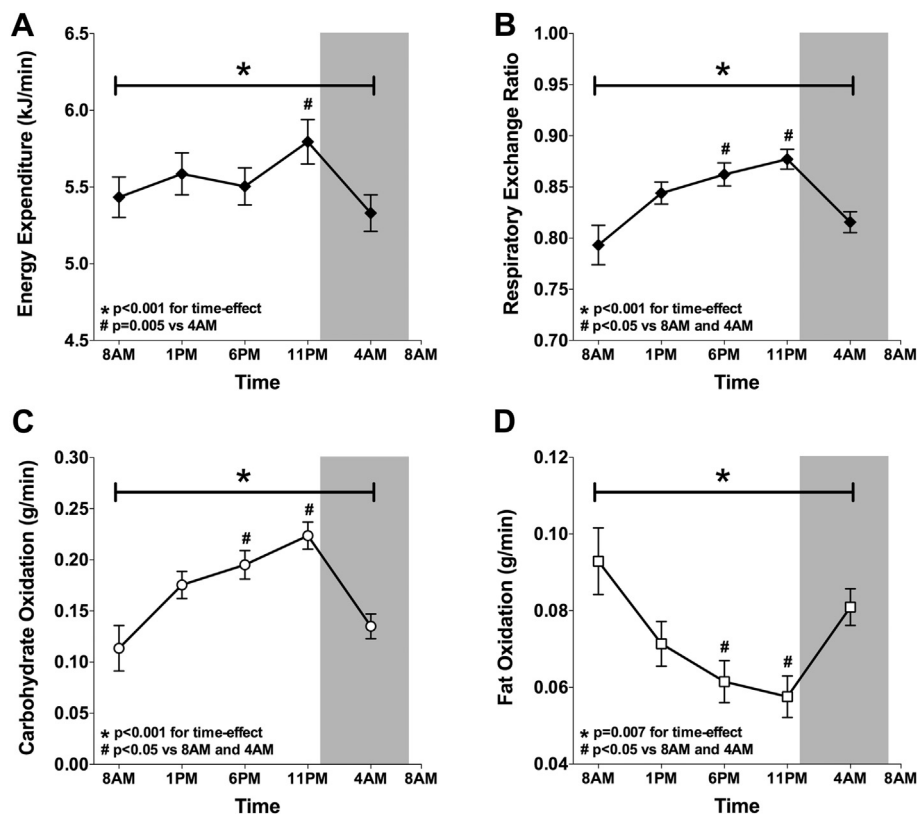 A
Energy Expenditure (kJ/min)
6.5
6.0
5.5
5.0
4.5
*
#
* p<0.001 for time-effect
# p=0.005 vs 4AM
8AM 1PM 6PM 11PM 4AM 8AM
Time
B
Respiratory Exchange Ratio
1.00
0.95
0.90
0.85
0.80
0.75
0.70
*
# #
* p<0.001 for time-effect
# p<0.05 vs 8AM and 4AM
8AM 1PM 6PM 11PM 4AM 8AM
Time
C
Carbohydrate Oxidation (g/min)
0.30
0.25
0.20
0.15
0.10
0.05
0.00
*
# #
* p<0.001 for time-effect
# p<0.05 vs 8AM and 4AM
8AM 1PM 6PM 11PM 4AM 8AM
Time
D
Fat Oxidation (g/min)
0.12
0.10
0.08
0.06
0.04
*
# #
* p=0.007 for time-effect
# p<0.05 vs 8AM and 4AM
8AM 1PM 6PM 11PM 4AM 8AM
Time